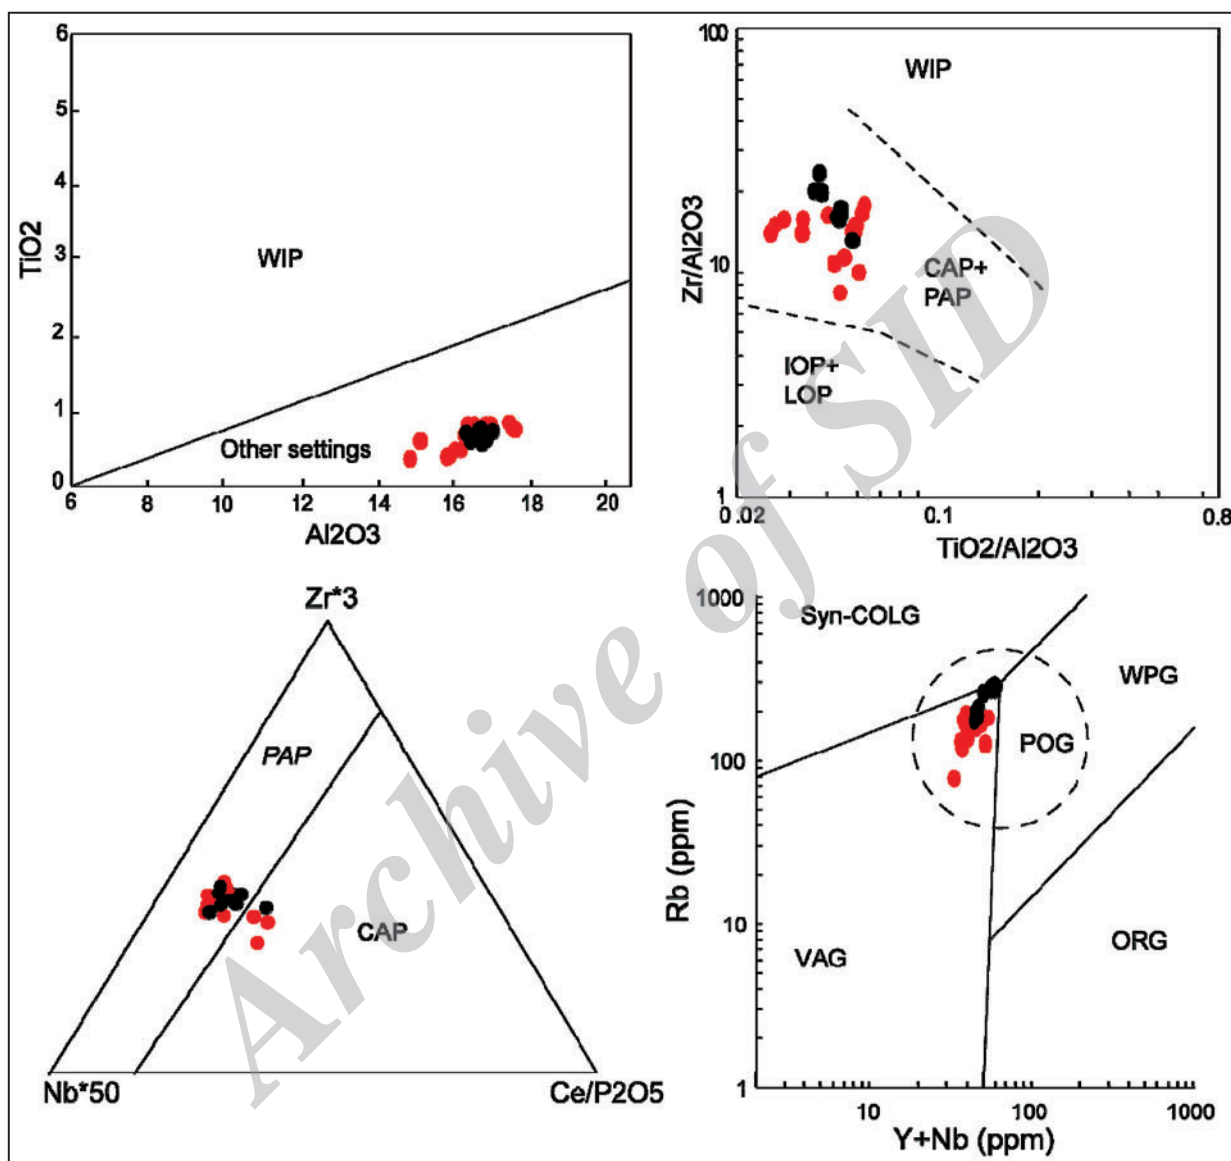 6
5
4
3
2
1
0
TiO2
WIP
Other settings
6
8
10
12
14
16
18
20
Al2O3
100
10
1
Zr/Al2O3
WIP
CAP+
PAP
IOP+
LOP
0.02
0.1
0.8
TiO2/Al2O3
Zr*3
PAP
CAP
Nb*50
Ce/P2O5
1000
100
10
1
Rb (ppm)
Syn-COLG
WPG
POG
VAG
ORG
10
100
1000
Y+Nb (ppm)
Archive of SID